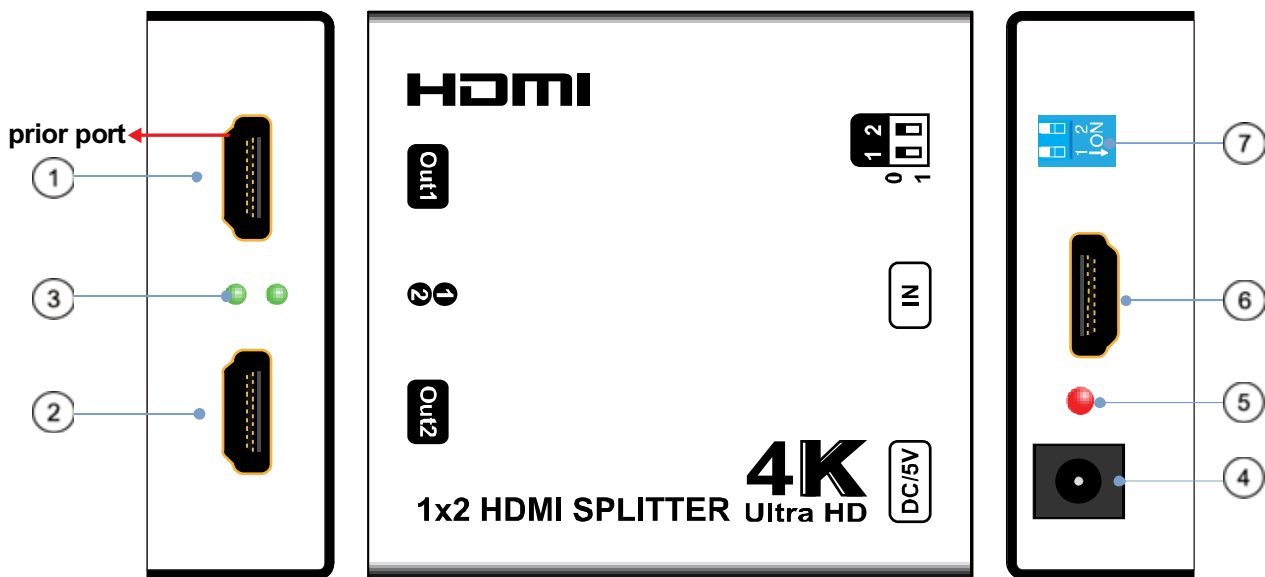 prior port
1
3
2
HDMI
Out1
1
2
Out2
1 2
0 1
IN
DC/5V
4K
Ultra HD
1x2 HDMI SPLITTER
1 2
ON
7
6
5
4